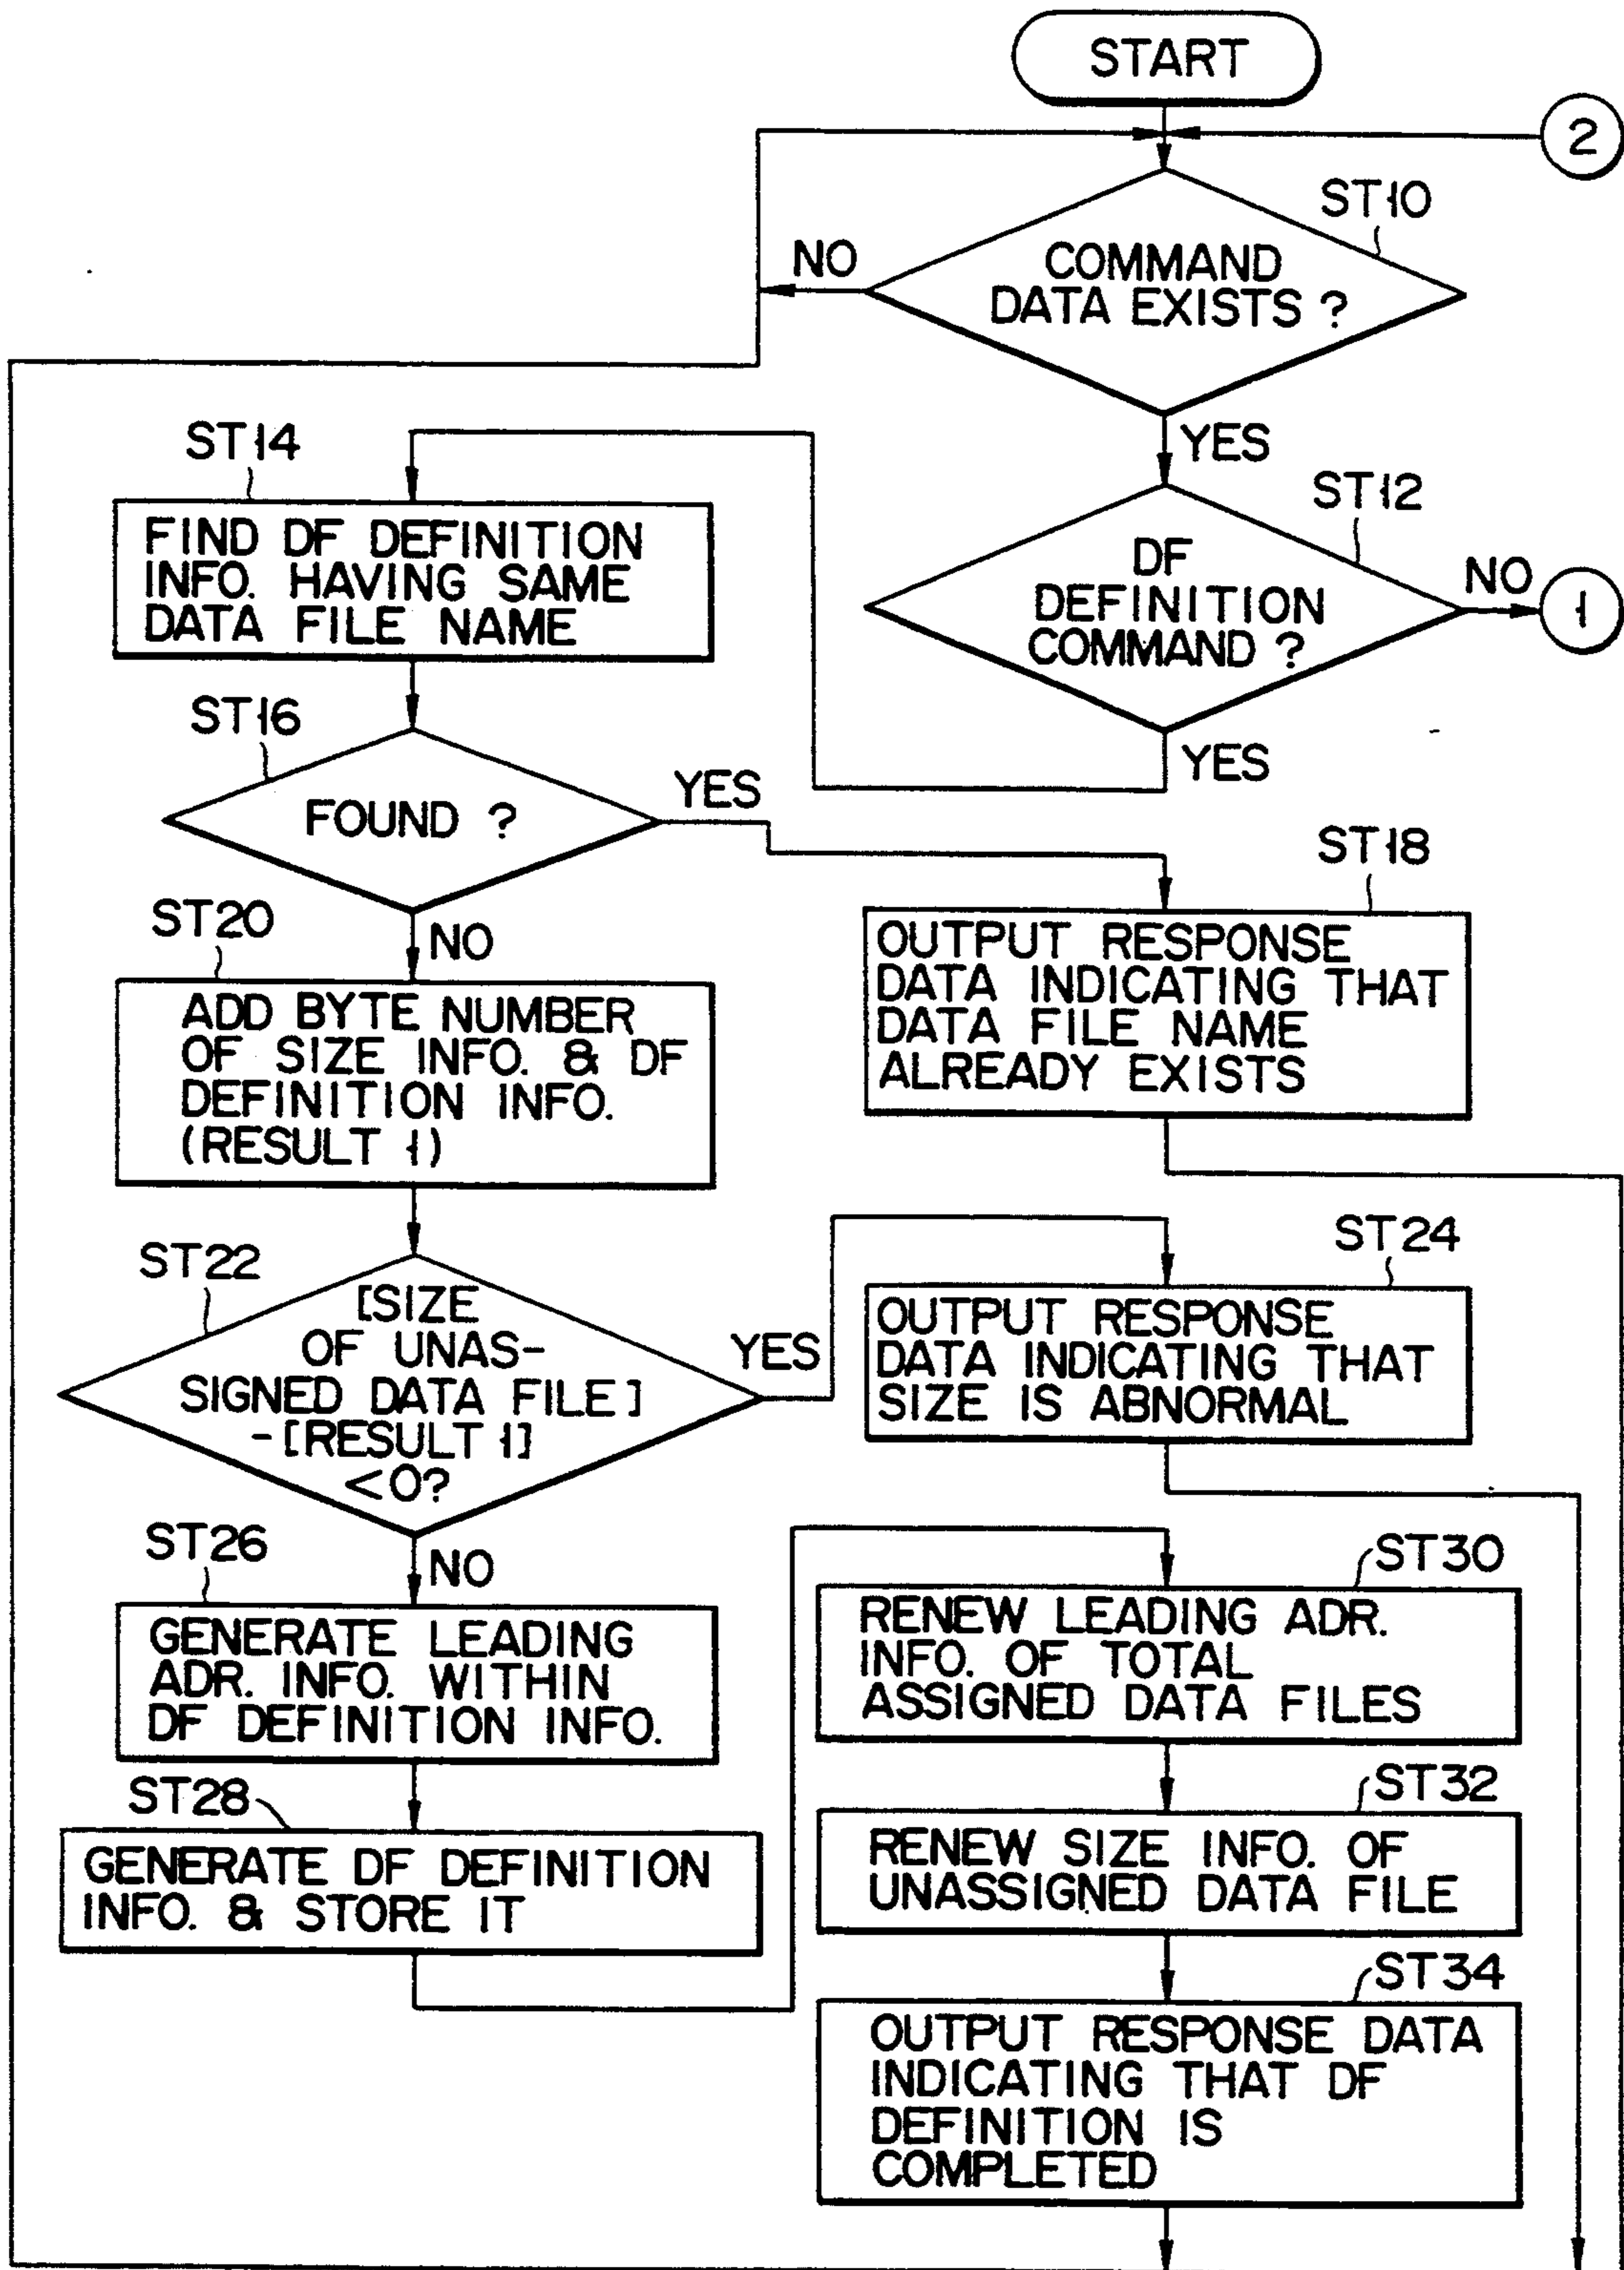 START
2
ST10
COMMAND
DATA EXISTS ?
NO
YES
ST12
DF
DEFINITION
COMMAND ?
NO
1
YES
ST14
FIND DF DEFINITION
INFO. HAVING SAME
DATA FILE NAME
ST16
FOUND ?
YES
NO
ST18
OUTPUT RESPONSE
DATA INDICATING THAT
DATA FILE NAME
ALREADY EXISTS
ST20
ADD BYTE NUMBER
OF SIZE INFO. & DF
DEFINITION INFO.
(RESULT 1)
ST22
[SIZE
OF UNAS-
SIGNED DATA FILE]
-[RESULT 1]
<0?
YES
NO
ST24
OUTPUT RESPONSE
DATA INDICATING THAT
SIZE IS ABNORMAL
ST26
GENERATE LEADING
ADR. INFO. WITHIN
DF DEFINITION INFO.
ST28
GENERATE DF DEFINITION
INFO. & STORE IT
ST30
RENEW LEADING ADR.
INFO. OF TOTAL
ASSIGNED DATA FILES
ST32
RENEW SIZE INFO. OF
UNASSIGNED DATA FILE
ST34
OUTPUT RESPONSE DATA
INDICATING THAT DF
DEFINITION IS
COMPLETED